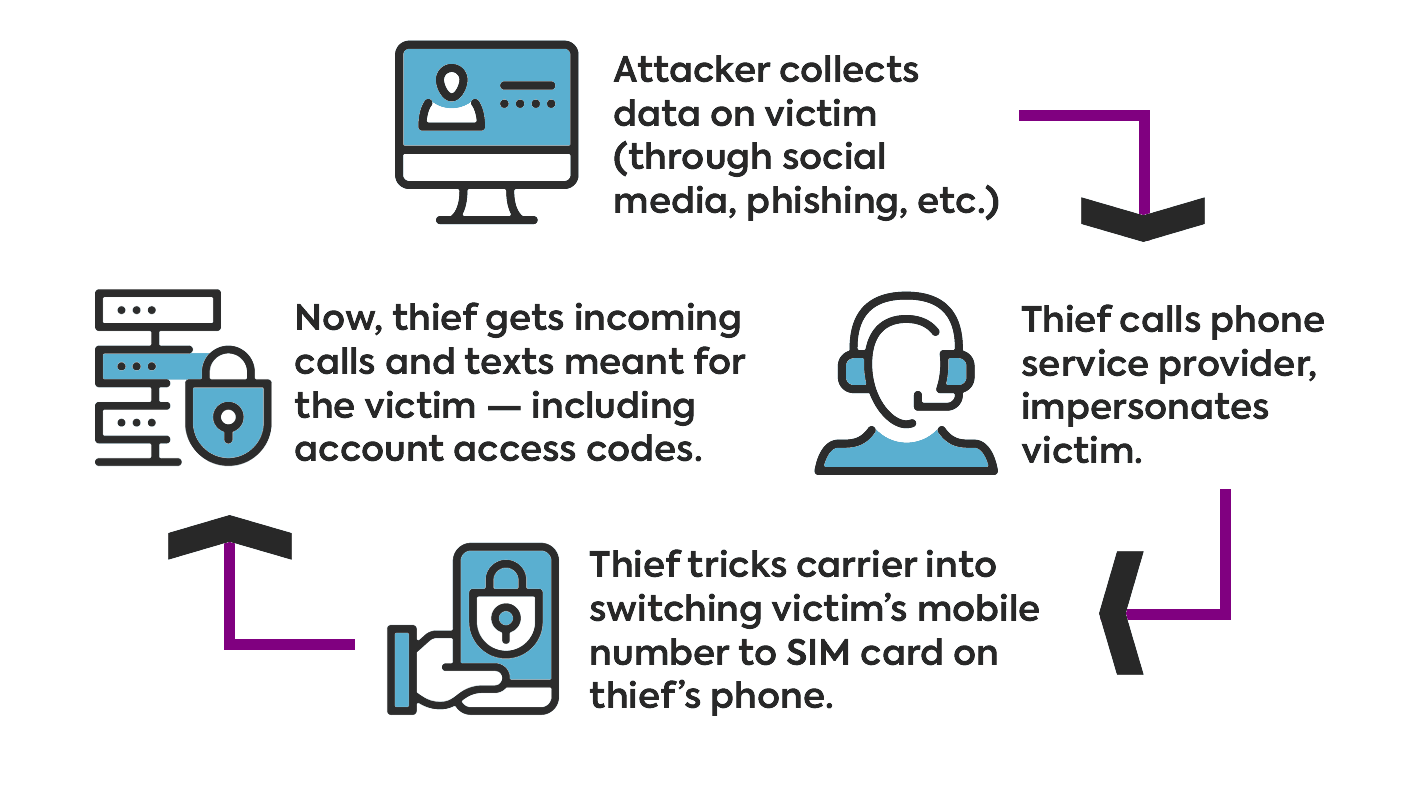 Attacker collects
data on victim
(through social
media, phishing, etc.)
Thief calls phone
service provider,
impersonates
victim.
Thief tricks carrier into
switching victim's mobile
number to SIM card on
thief's phone.
Now, thief gets incoming
calls and texts meant for
the victim — including
account access codes.